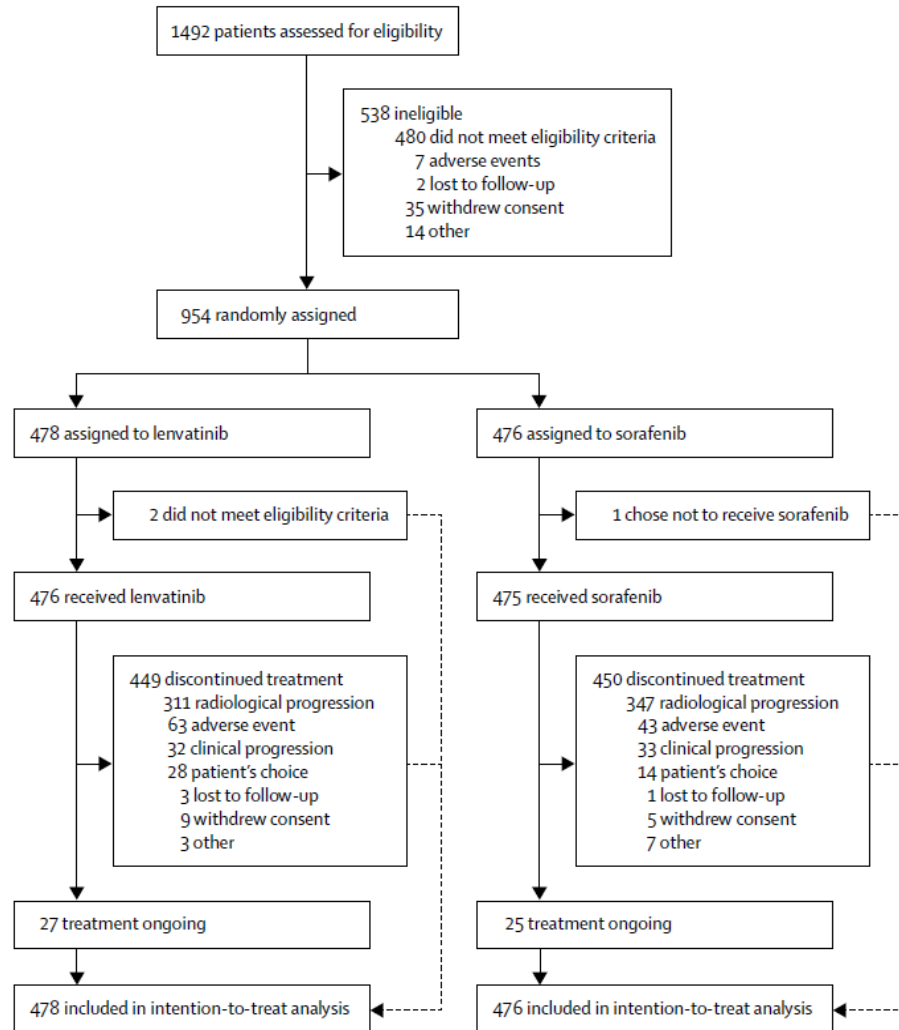 1492 patients assessed for eligibility
538 ineligible
480 did not meet eligibility criteria
7 adverse events
2 lost to follow-up
35 withdrew consent
14 other
954 randomly assigned
478 assigned to lenvatinib
476 assigned to sorafenib
2 did not meet eligibility criteria
1 chose not to receive sorafenib
476 received lenvatinib
475 received sorafenib
449 discontinued treatment
311 radiological progression
63 adverse event
32 clinical progression
28 patient's choice
3 lost to follow-up
9 withdrew consent
3 other
450 discontinued treatment
347 radiological progression
43 adverse event
33 clinical progression
14 patient's choice
1 lost to follow-up
5 withdrew consent
7 other
27 treatment ongoing
25 treatment ongoing
478 included in intention-to-treat analysis
476 included in intention-to-treat analysis